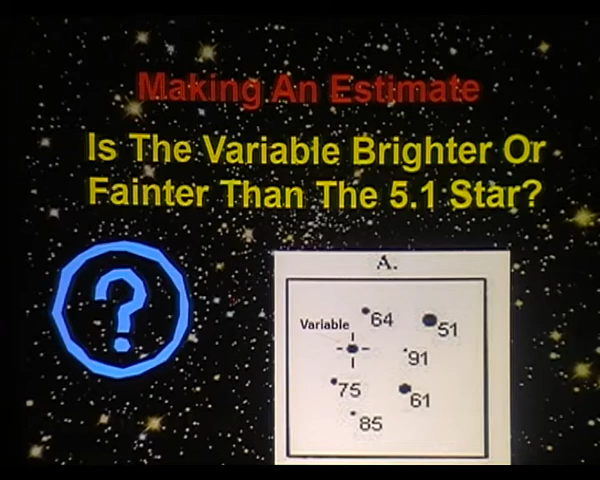 Making An Estimate
Is The Variable Brighter Or
Fainter Than The 5.1 Star?
?
A.
64
51
Variable
91
75
61
85